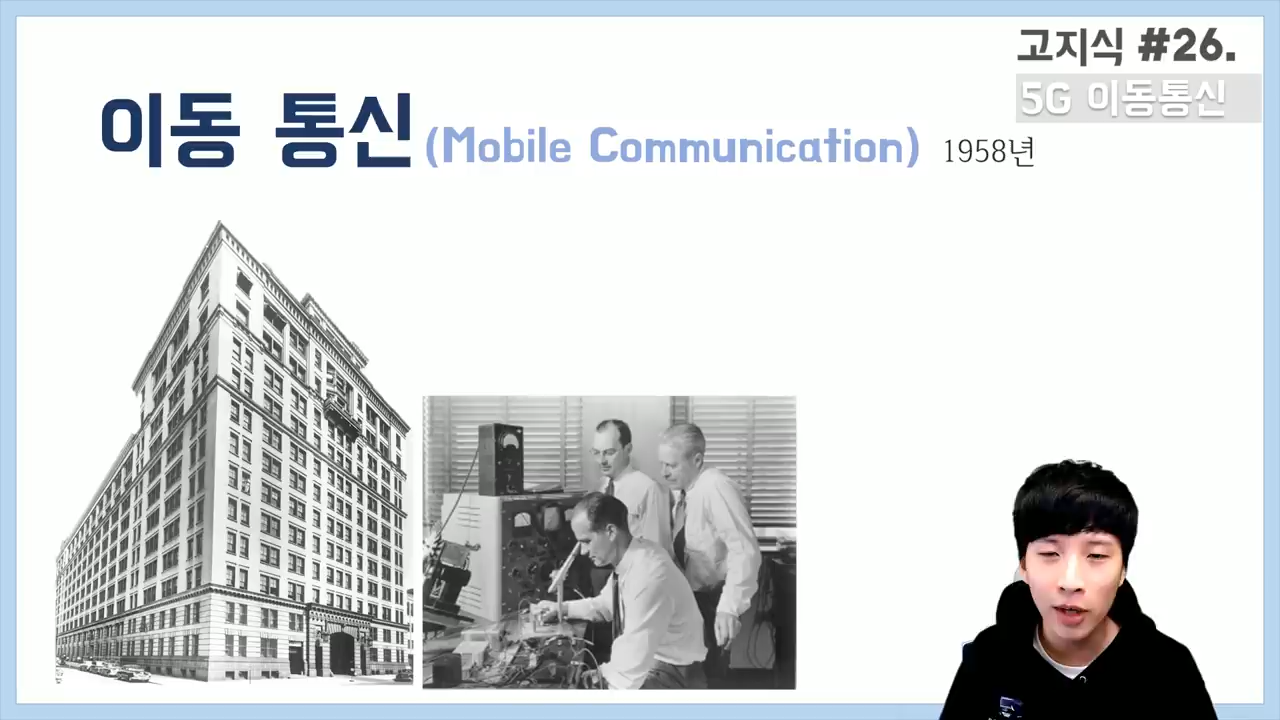 고지식 #26.
5G 이동통신
이동 통신 (Mobile Communication) 1958년